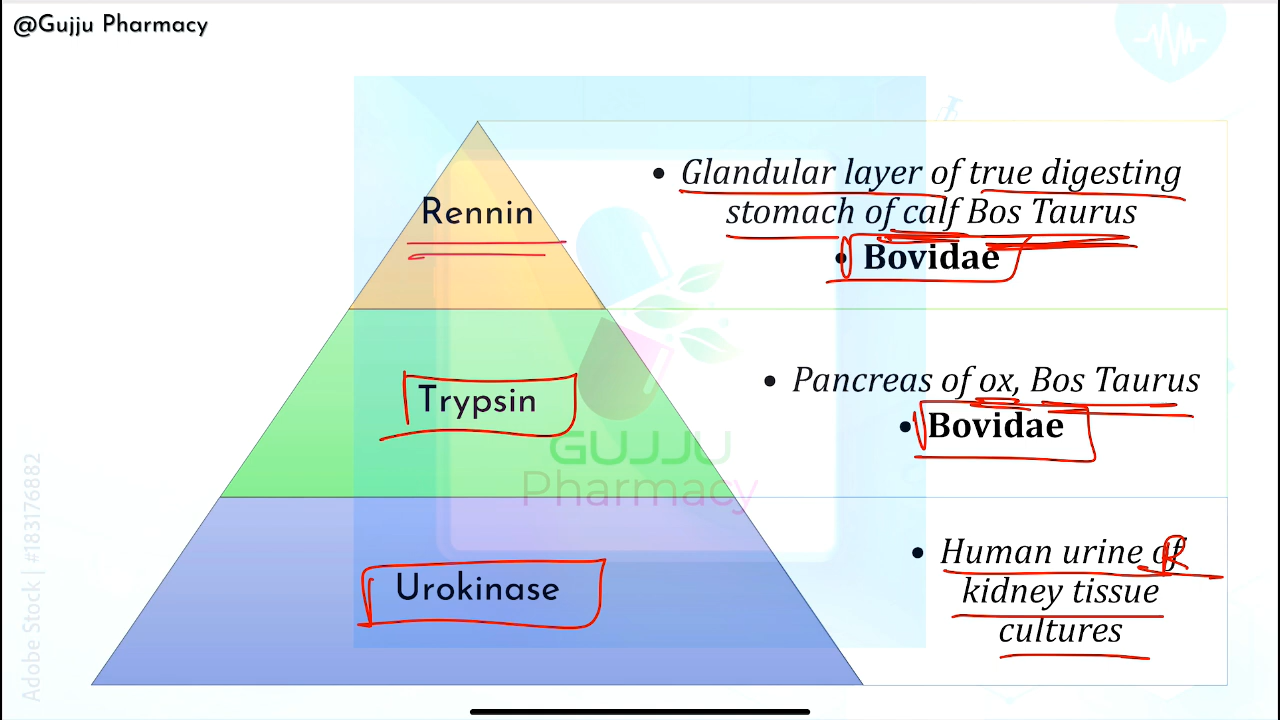 @Gujju Pharmacy
• Glandular layer of true digesting
stomach of calf Bos Taurus
• Bovidae
Rennin
• Pancreas of ox, Bos Taurus
• Bovidae
Trypsin
GUJJU
Pharmacy
• Human urine of
kidney tissue
cultures
Urokinase
Adobe Stock | #183176882